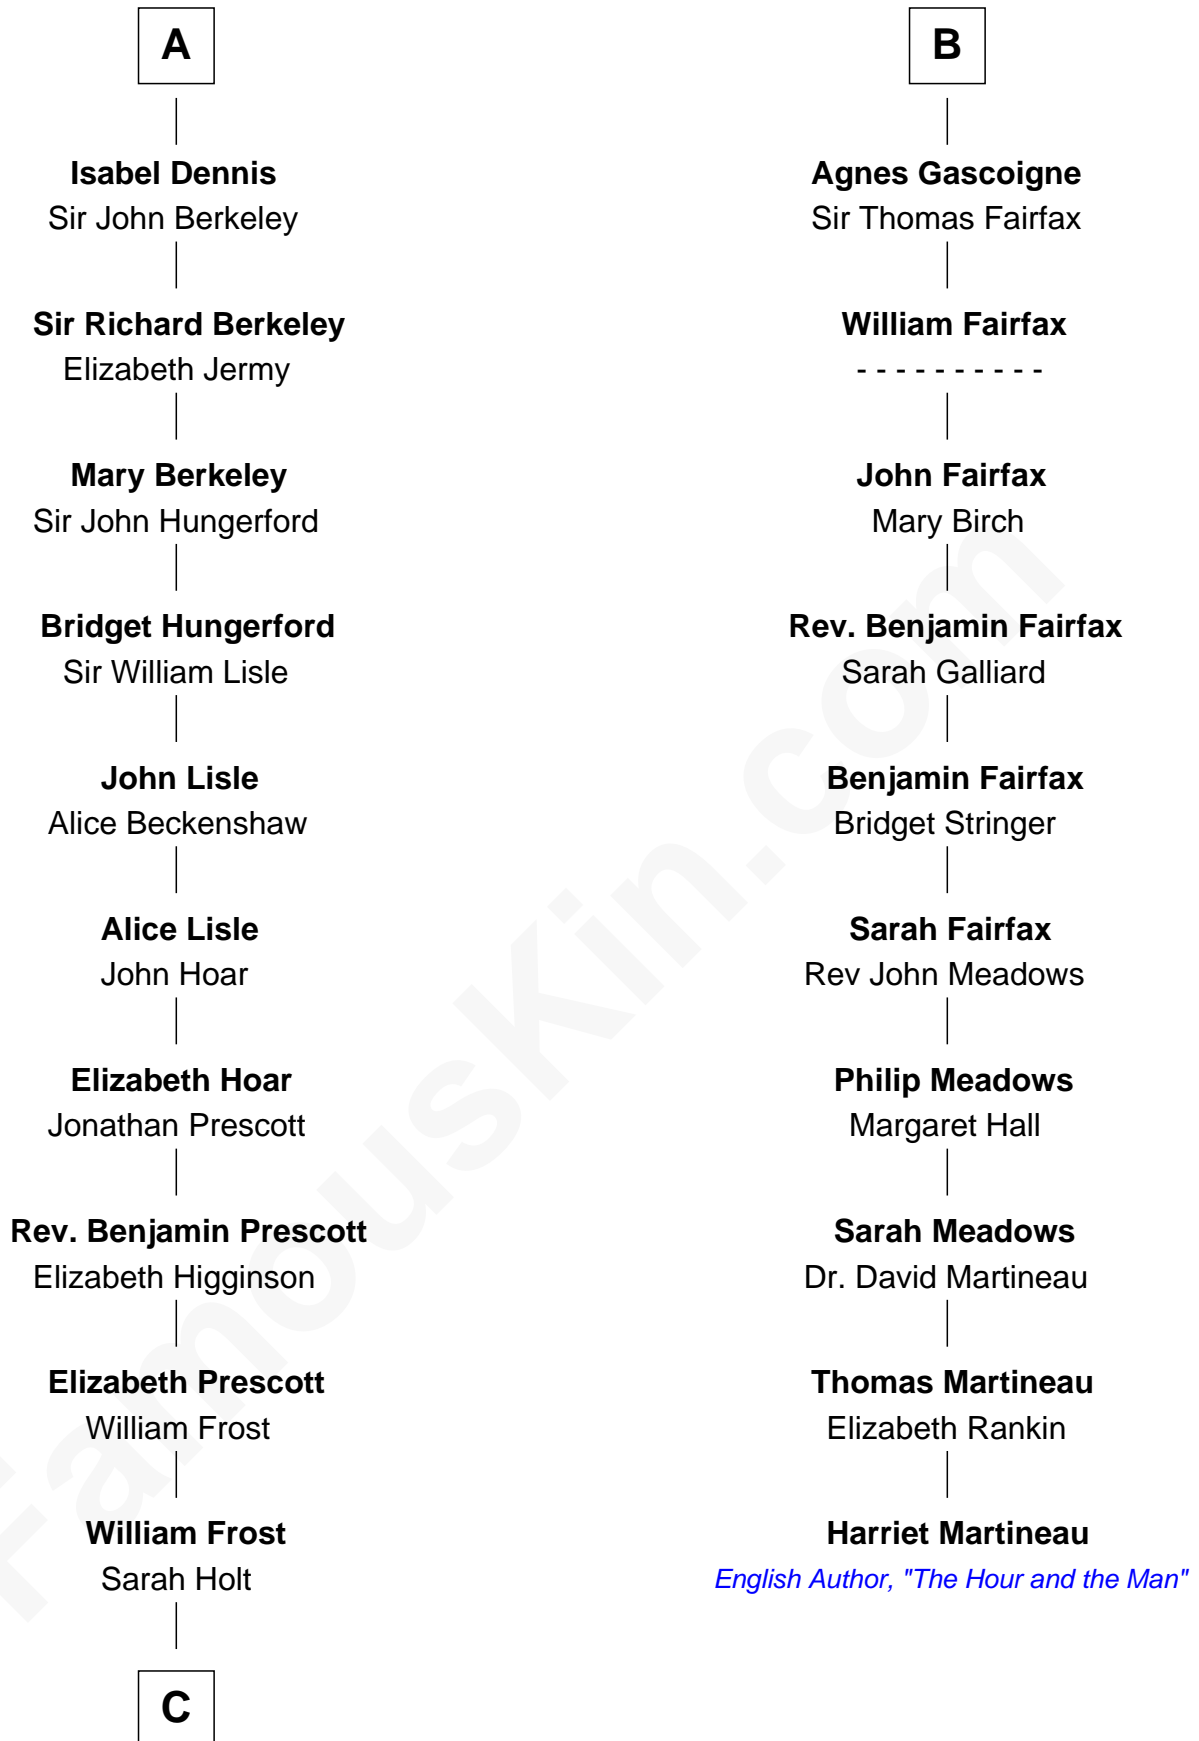 A
Isabel Dennis
Sir John Berkeley
Sir Richard Berkeley
Elizabeth Jermy
Mary Berkeley
Sir John Hungerford
Bridget Hungerford
Sir William Lisle
John Lisle
Alice Beckenshaw
Alice Lisle
John Hoar
Elizabeth Hoar
Jonathan Prescott
Rev. Benjamin Prescott
Elizabeth Higginson
Elizabeth Prescott
William Frost
William Frost
Sarah Holt
C
B
Agnes Gascoigne
Sir Thomas Fairfax
William Fairfax
- - - - - - - - - -
John Fairfax
Mary Birch
Rev. Benjamin Fairfax
Sarah Galliard
Benjamin Fairfax
Bridget Stringer
Sarah Fairfax
Rev John Meadows
Philip Meadows
Margaret Hall
Sarah Meadows
Dr. David Martineau
Thomas Martineau
Elizabeth Rankin
Harriet Martineau
English Author, "The Hour and the Man"
FamousKin.com